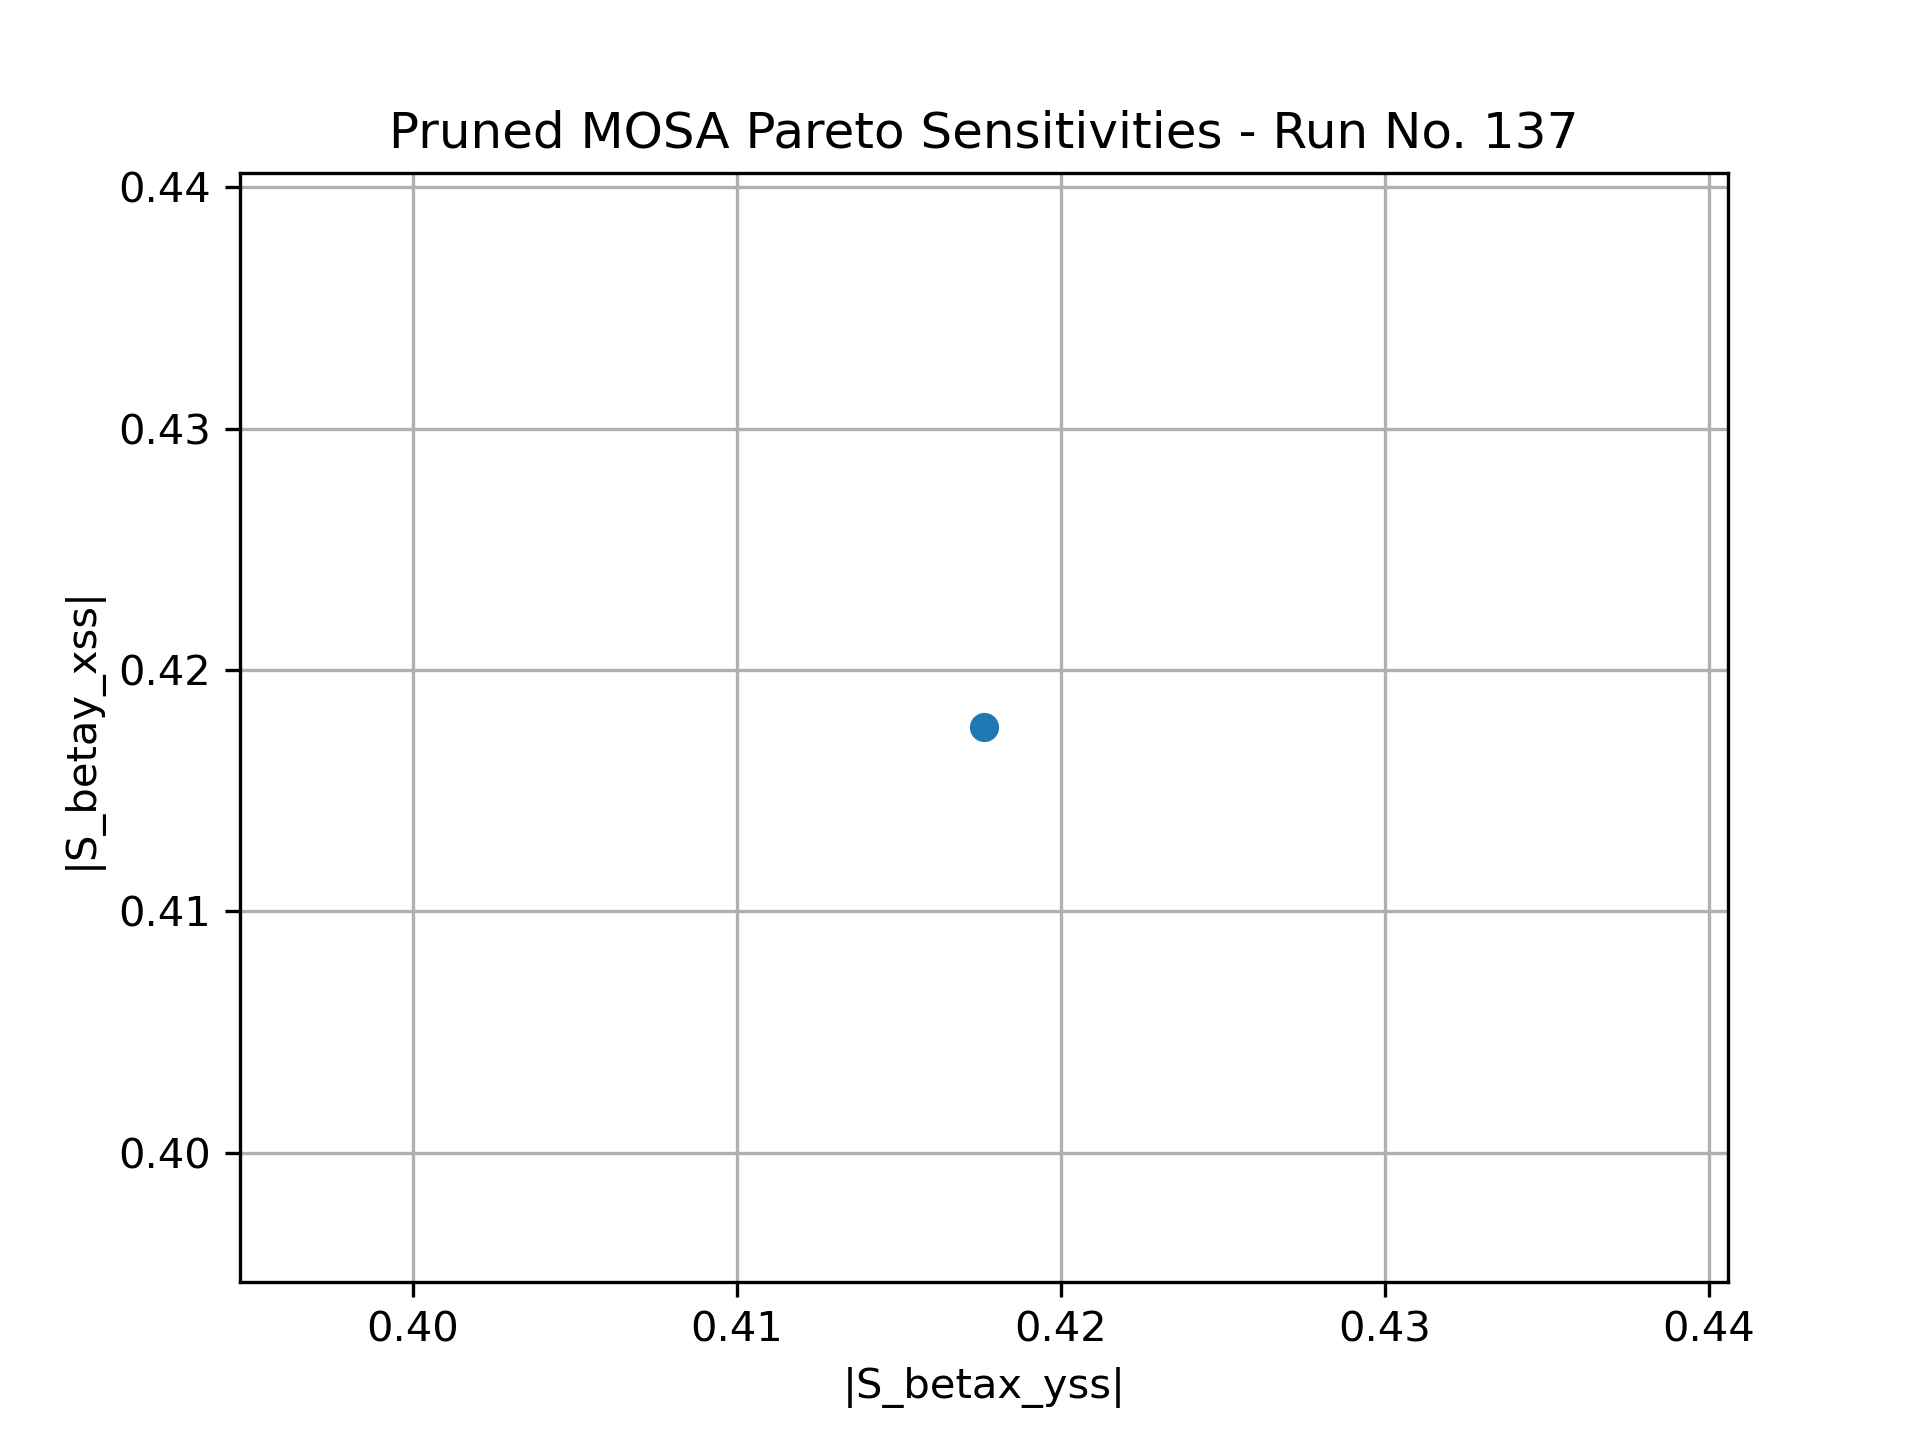 Pruned MOSA Pareto Sensitivities - Run No. 137
0.44
0.43
0.42
0.41
0.40
|S_betay_xss|
0.40 0.41 0.42 0.43 0.44
|S_betax_yss|